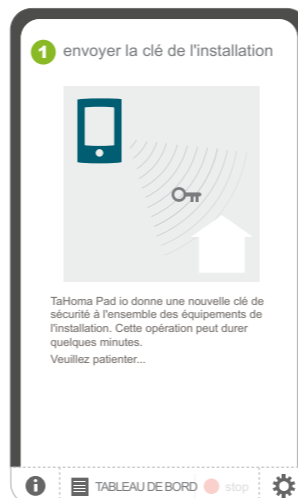 1 envoyer la clé de l'installation
TaHoma Pad io donne une nouvelle clé de
sécurité à l'ensemble des équipements de
l'installation. Cette opération peut durer
quelques minutes.
Veuillez patienter...
TABLEAU DE BORD stop